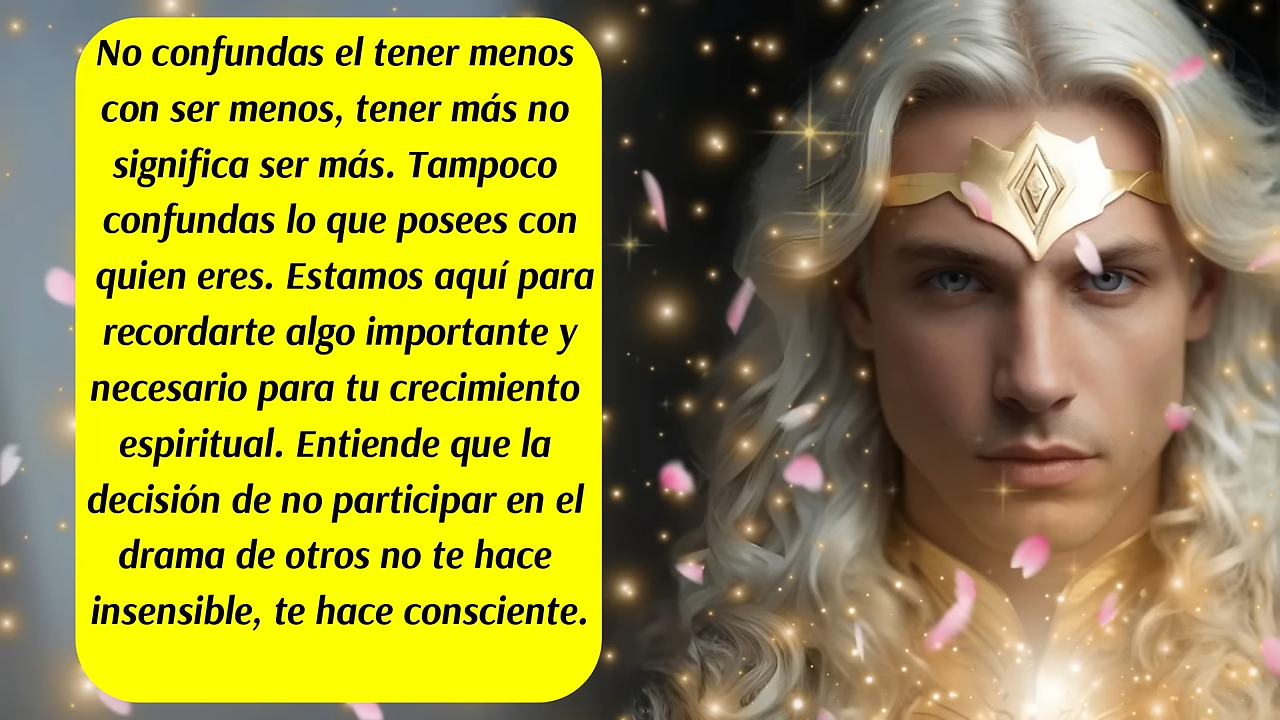 No confundas el tener menos
con ser menos, tener más no
significa ser más. Tampoco
confundas lo que posees con
quien eres. Estamos aquí para
recordarte algo importante y
necesario para tu crecimiento
espiritual. Entiende que la
decisión de no participar en el
drama de otros no te hace
insensible, te hace consciente.